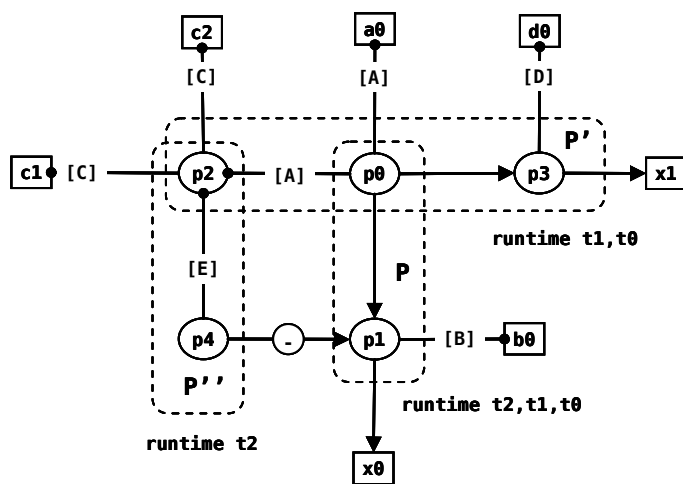 c2
a0
d0
[C]
[A]
[D]
P'
c1
[C]
p2
[A]
p0
p3
x1
runtime t1,t0
[E]
P
p4
-
p1
[B]
b0
P''
runtime t2,t1,t0
runtime t2
x0